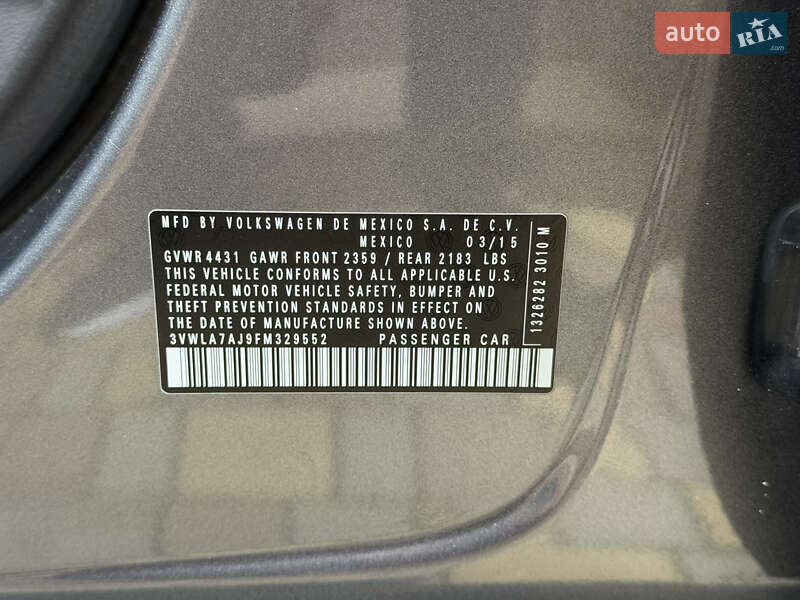 auto RIA .com
MFD BY VOLKSWAGEN DE MEXICO S.A. DE C.V.
MEXICO 03/15
GVWR 4431 GAWR FRONT 2359 / REAR 2183 LBS
THIS VEHICLE CONFORMS TO ALL APPLICABLE U.S.
FEDERAL MOTOR VEHICLE SAFETY, BUMPER AND
THEFT PREVENTION STANDARDS IN EFFECT ON
THE DATE OF MANUFACTURE SHOWN ABOVE.
3VWLA7AJ9FM329552 PASSENGER CAR
1326282 3010 M